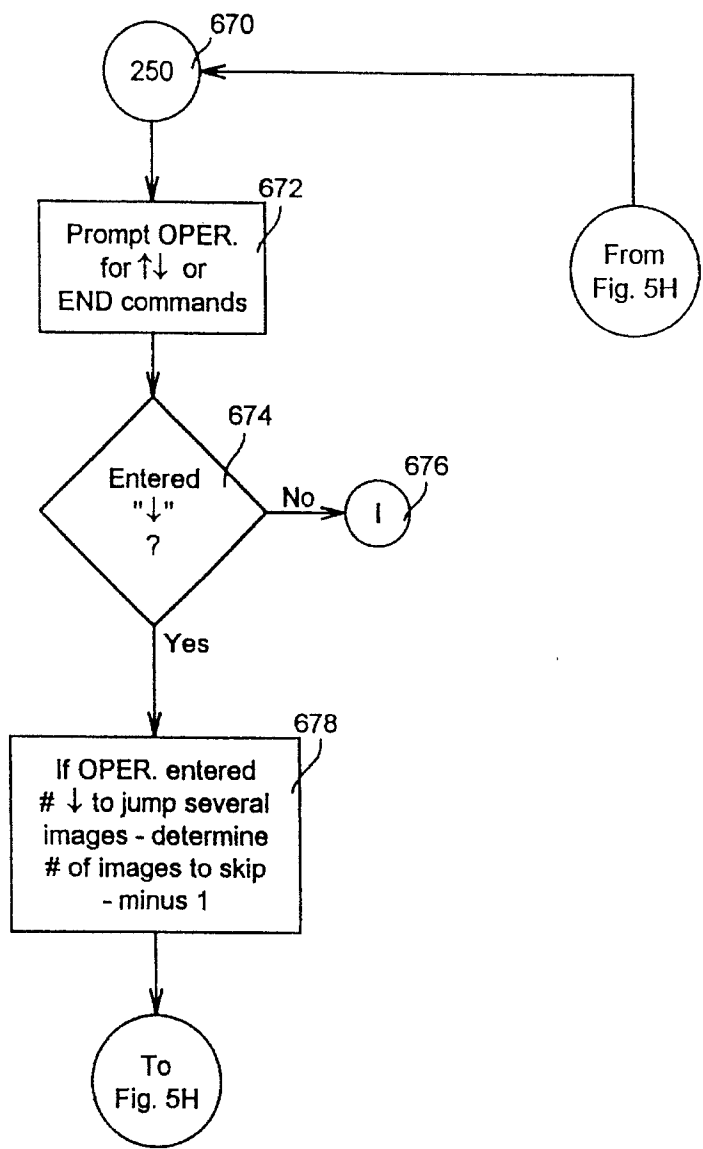 670
250
672
Prompt OPER.
for ↑↓ or
END commands
From
Fig. 5H
674
Entered
"↓"
?
No
676
I
Yes
678
If OPER. entered
# ↓ to jump several
images - determine
# of images to skip
- minus 1
To
Fig. 5H